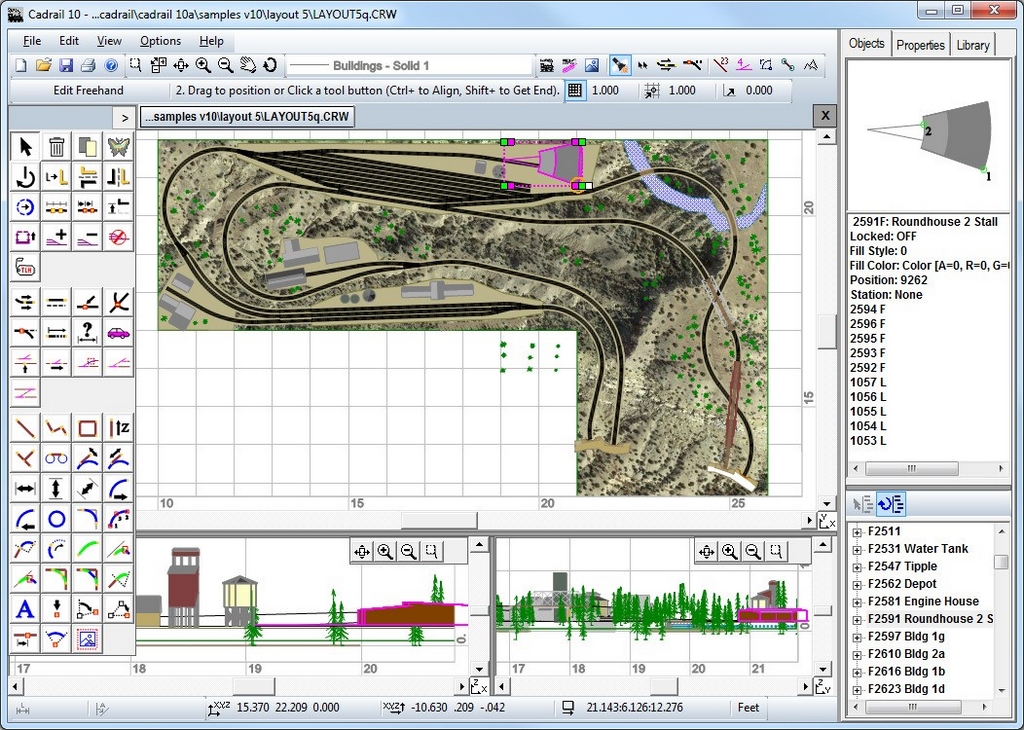 Cadrail 10 - ...cadrail\cadrail 10a\samples v10\layout 5\LAYOUT5q.CRW
File Edit View Options Help
Buildings - Solid 1
Edit Freehand
2. Drag to position or Click a tool button (Ctrl+ to Align, Shift+ to Get End).
1.000
1.000
0.000
...samples v10\layout 5\LAYOUT5q.CRW
X
>
TLH
Z
A
20
15
10 15 20 25
17 18 19 20
0.
17 18 19 20 21
XYZ 15.370 22.209 0.000
XYZ -10.630 .209 -.042
21.143:6.126:12.276
Feet
Objects Properties Library
2
1
2591F: Roundhouse 2 Stall
Locked: OFF
Fill Style: 0
Fill Color: Color [A=0, R=0, G=
Position: 9262
Station: None
2594 F
2596 F
2595 F
2593 F
2592 F
1057 L
1056 L
1055 L
1054 L
1053 L
F2511
F2531 Water Tank
F2547 Tipple
F2562 Depot
F2581 Engine House
F2591 Roundhouse 2 S
F2597 Bldg 1g
F2610 Bldg 2a
F2616 Bldg 1b
F2623 Bldg 1d